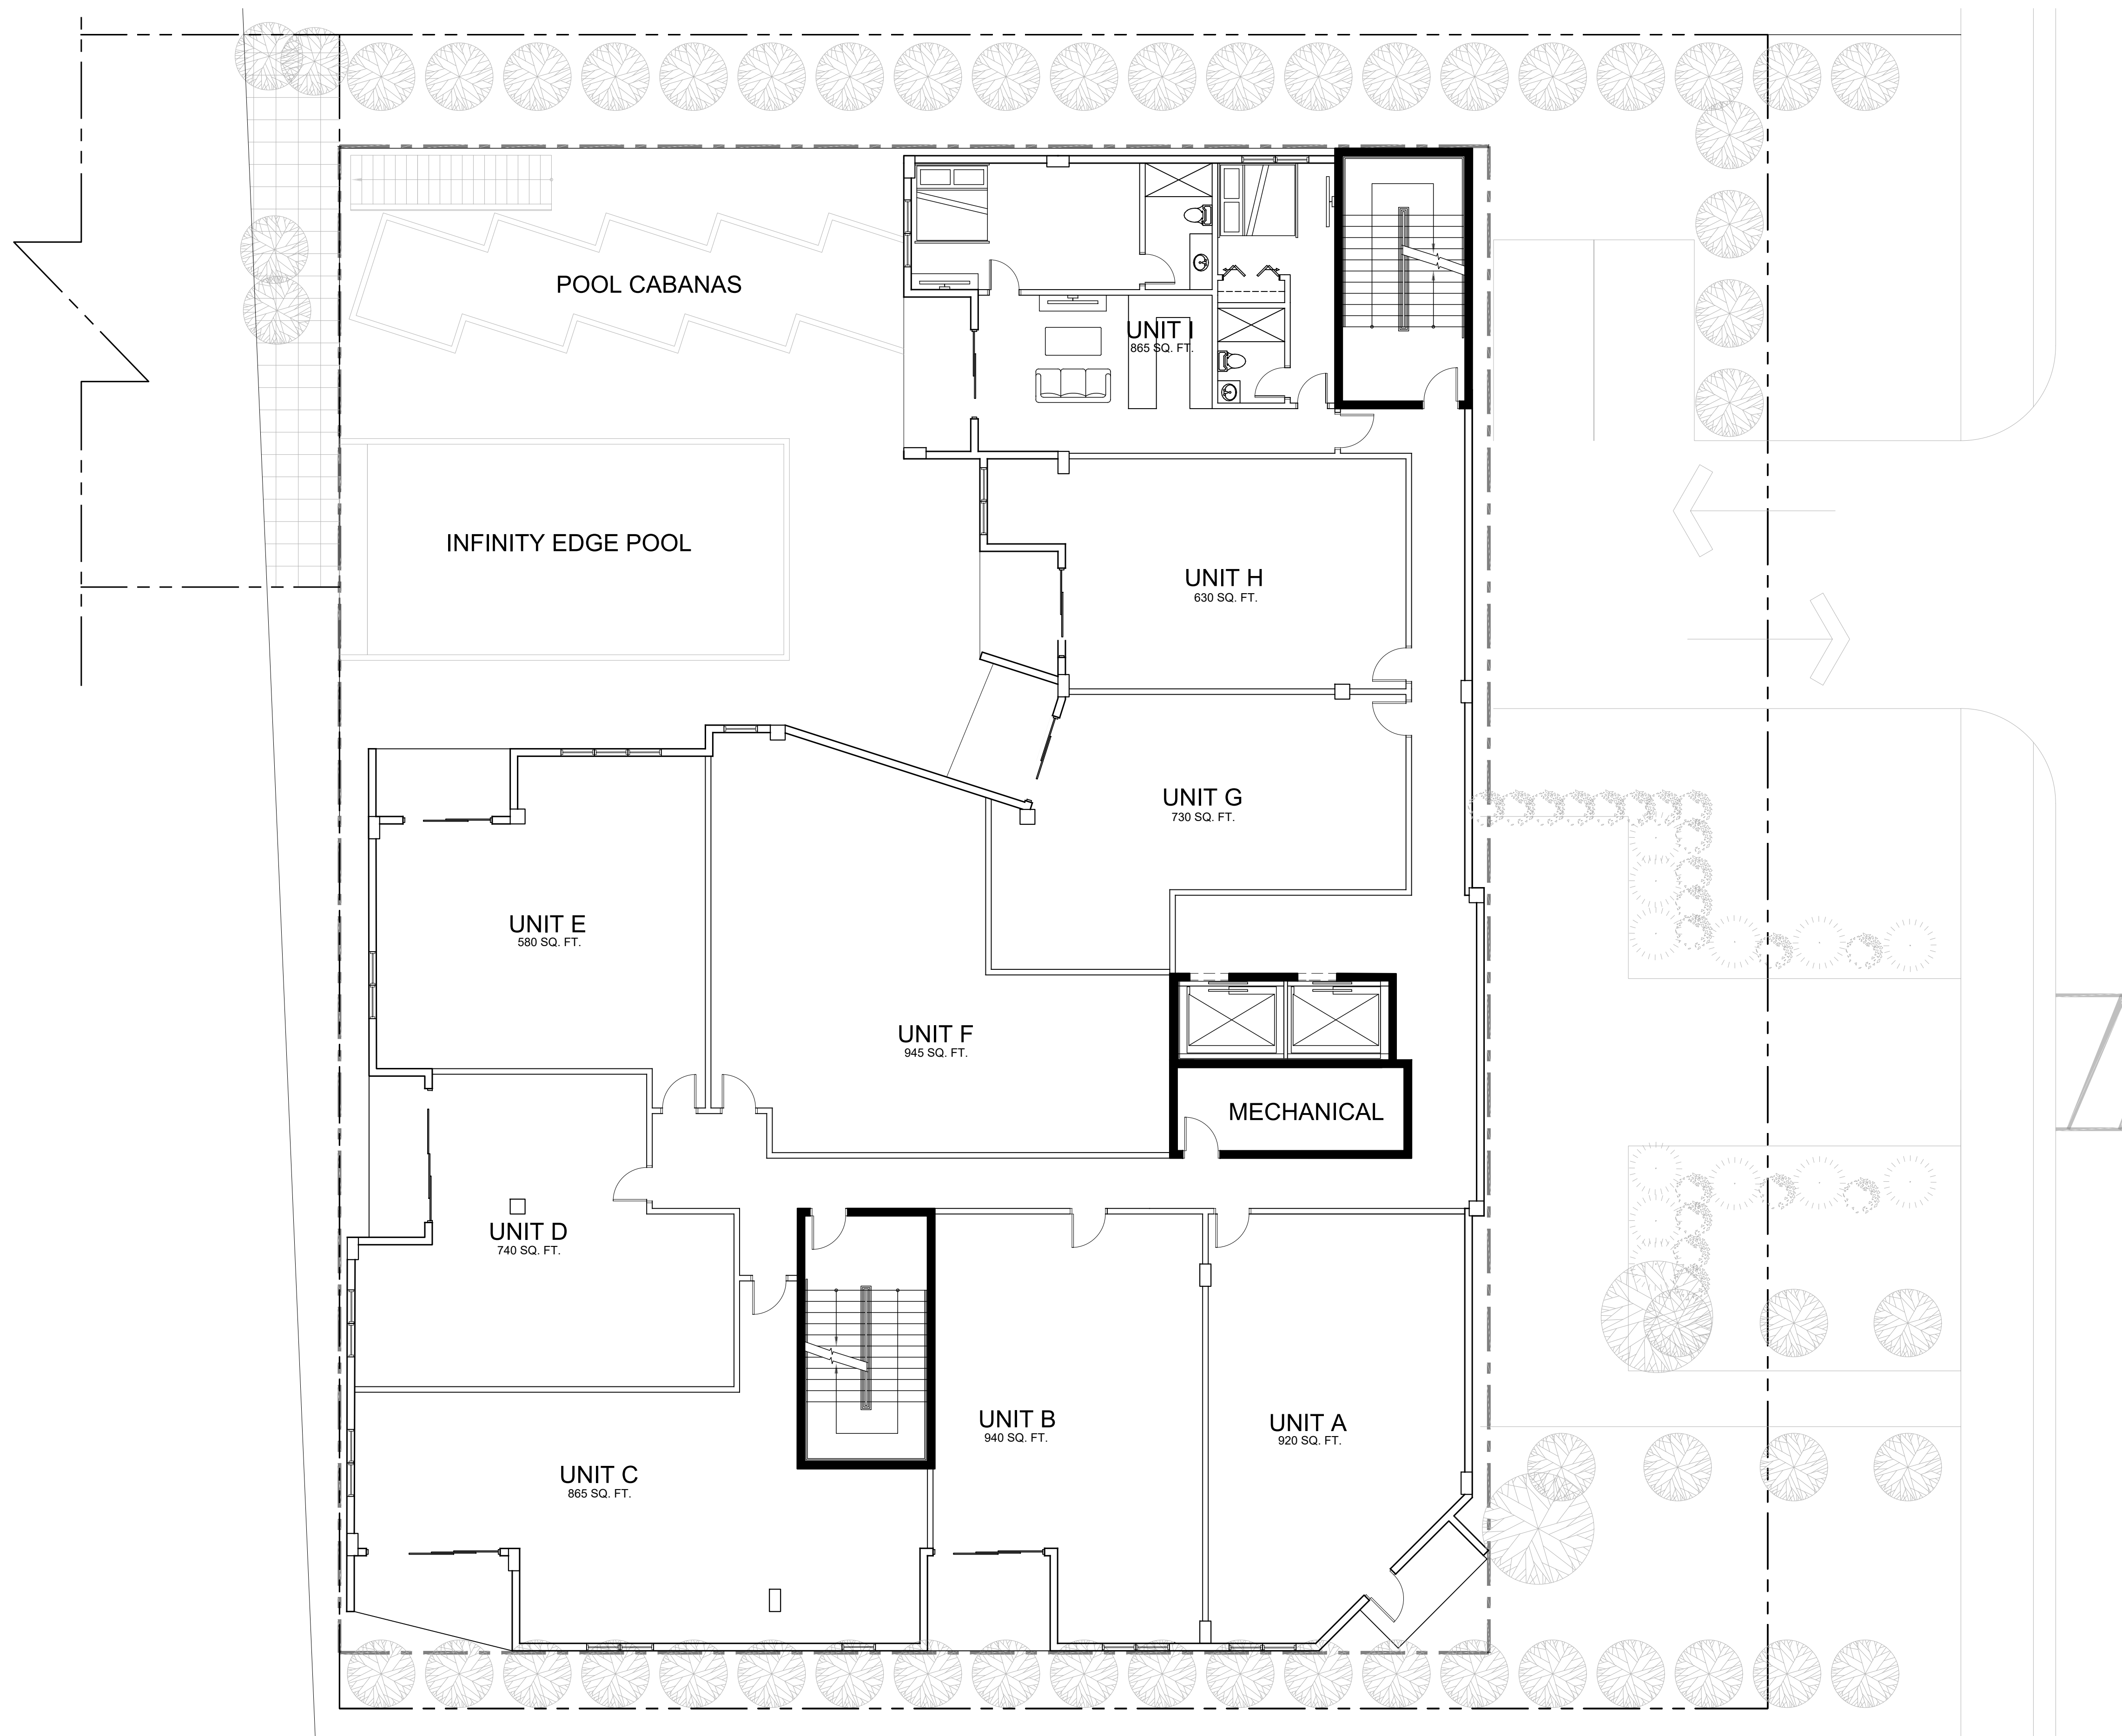 POOL CABANAS
UNIT I
865 SQ. FT.
INFINITY EDGE POOL
UNIT H
630 SQ. FT.
UNIT G
730 SQ. FT.
UNIT E
580 SQ. FT.
UNIT F
945 SQ. FT.
MECHANICAL
UNIT D
740 SQ. FT.
UNIT B
940 SQ. FT.
UNIT A
920 SQ. FT.
UNIT C
865 SQ. FT.